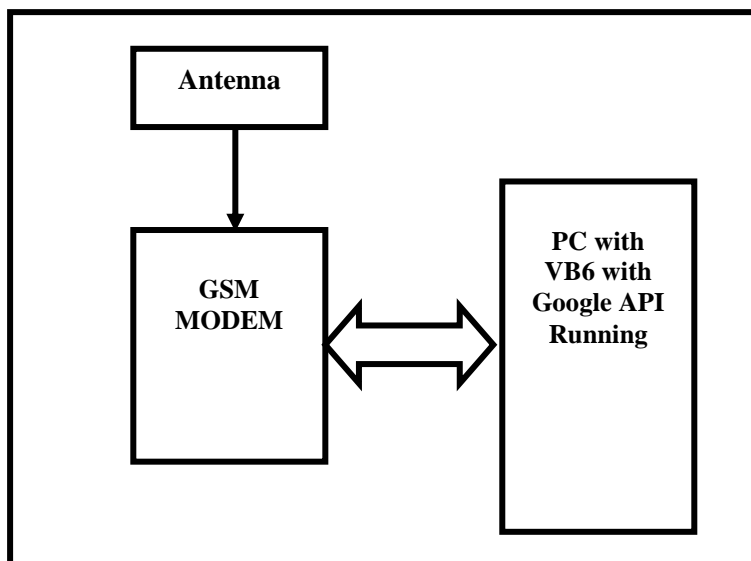 Antenna
GSM
MODEM
PC with
VB6 with
Google API
Running